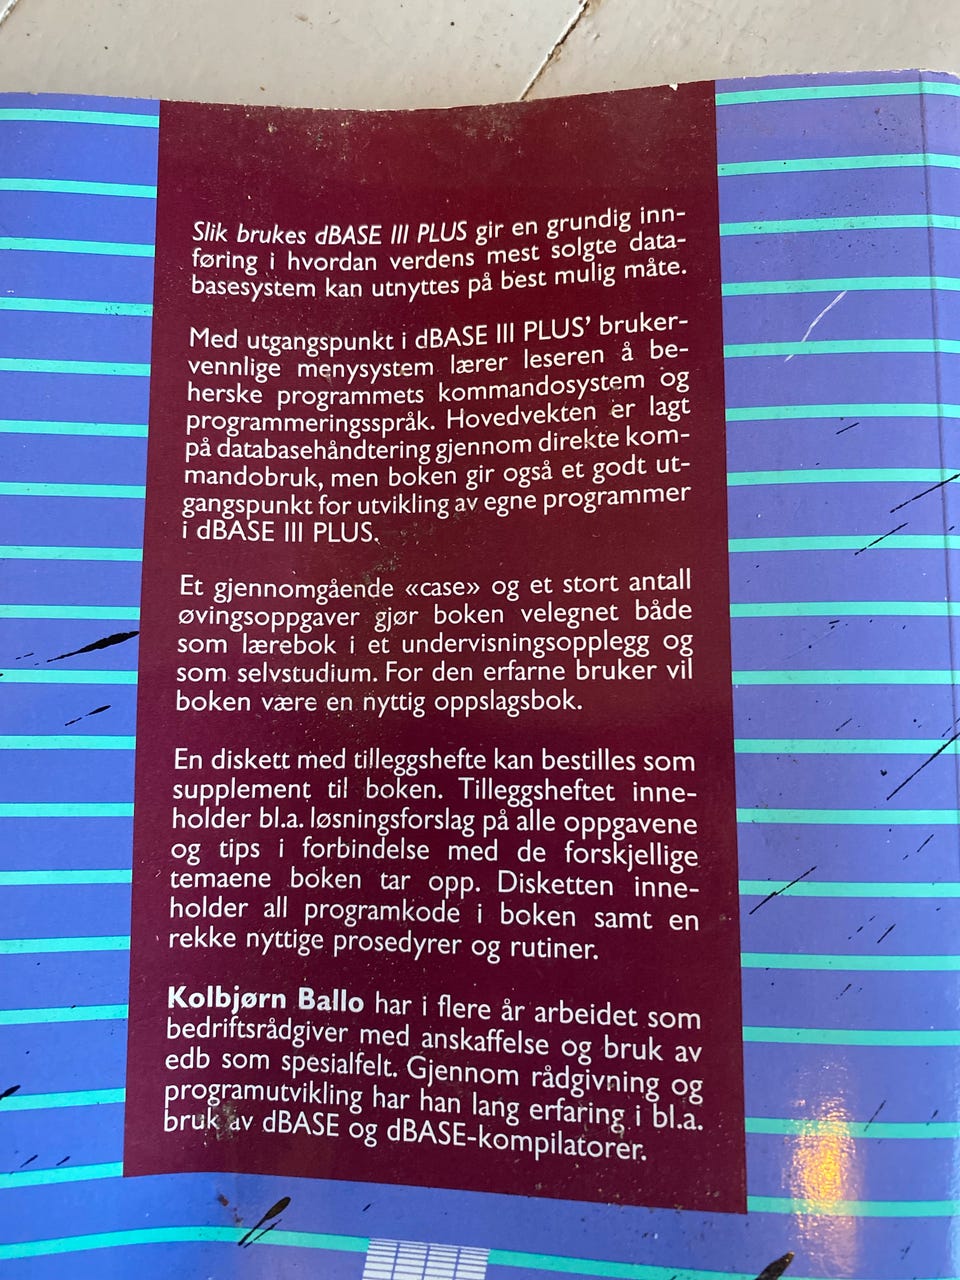 Slik brukes dBASE III PLUS gir en grundig inn-
føring i hvordan verdens mest solgte data-
basesystem kan utnyttes på best mulig måte.
Med utgangspunkt i dBASE III PLUS’ bruker-
vennlige menysystem lærer leseren å be-
herske programmets kommandosystem og
programmeringsspråk. Hovedvekten er lagt
på databasehåndtering gjennom direkte kom-
mandobruk, men boken gir også et godt ut-
gangspunkt for utvikling av egne programmer
i dBASE III PLUS.
Et gjennomgående «case» og et stort antall
øvingsoppgaver gjør boken velegnet både
som lærebok i et undervisningsopplegg og
som selvstudium. For den erfarne bruker vil
boken være en nyttig oppslagsbok.
En diskett med tilleggshefte kan bestilles som
supplement til boken. Tilleggsheftet inne-
holder bl.a. løsningsforslag på alle oppgavene
og tips i forbindelse med de forskjellige
temaene boken tar opp. Disketten inne-
holder all programkode i boken samt en
rekke nyttige prosedyrer og rutiner.
Kolbjørn Ballo har i flere år arbeidet som
bedriftsrådgiver med anskaffelse og bruk av
edb som spesialfelt. Gjennom rådgivning og
programutvikling har han lang erfaring i bl.a.
bruk av dBASE og dBASE-kompilatorer.